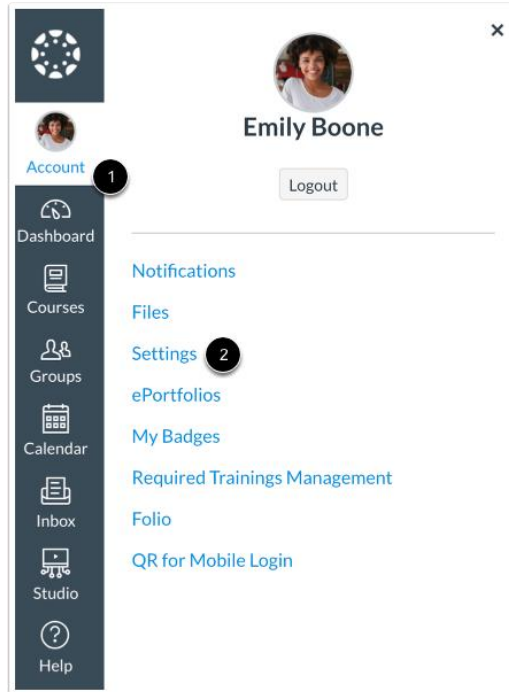 ×
Emily Boone
Logout
Account
1
Dashboard
Courses
Groups
Calendar
Inbox
Studio
Help
Notifications
Files
Settings 2
ePortfolios
My Badges
Required Trainings Management
Folio
QR for Mobile Login